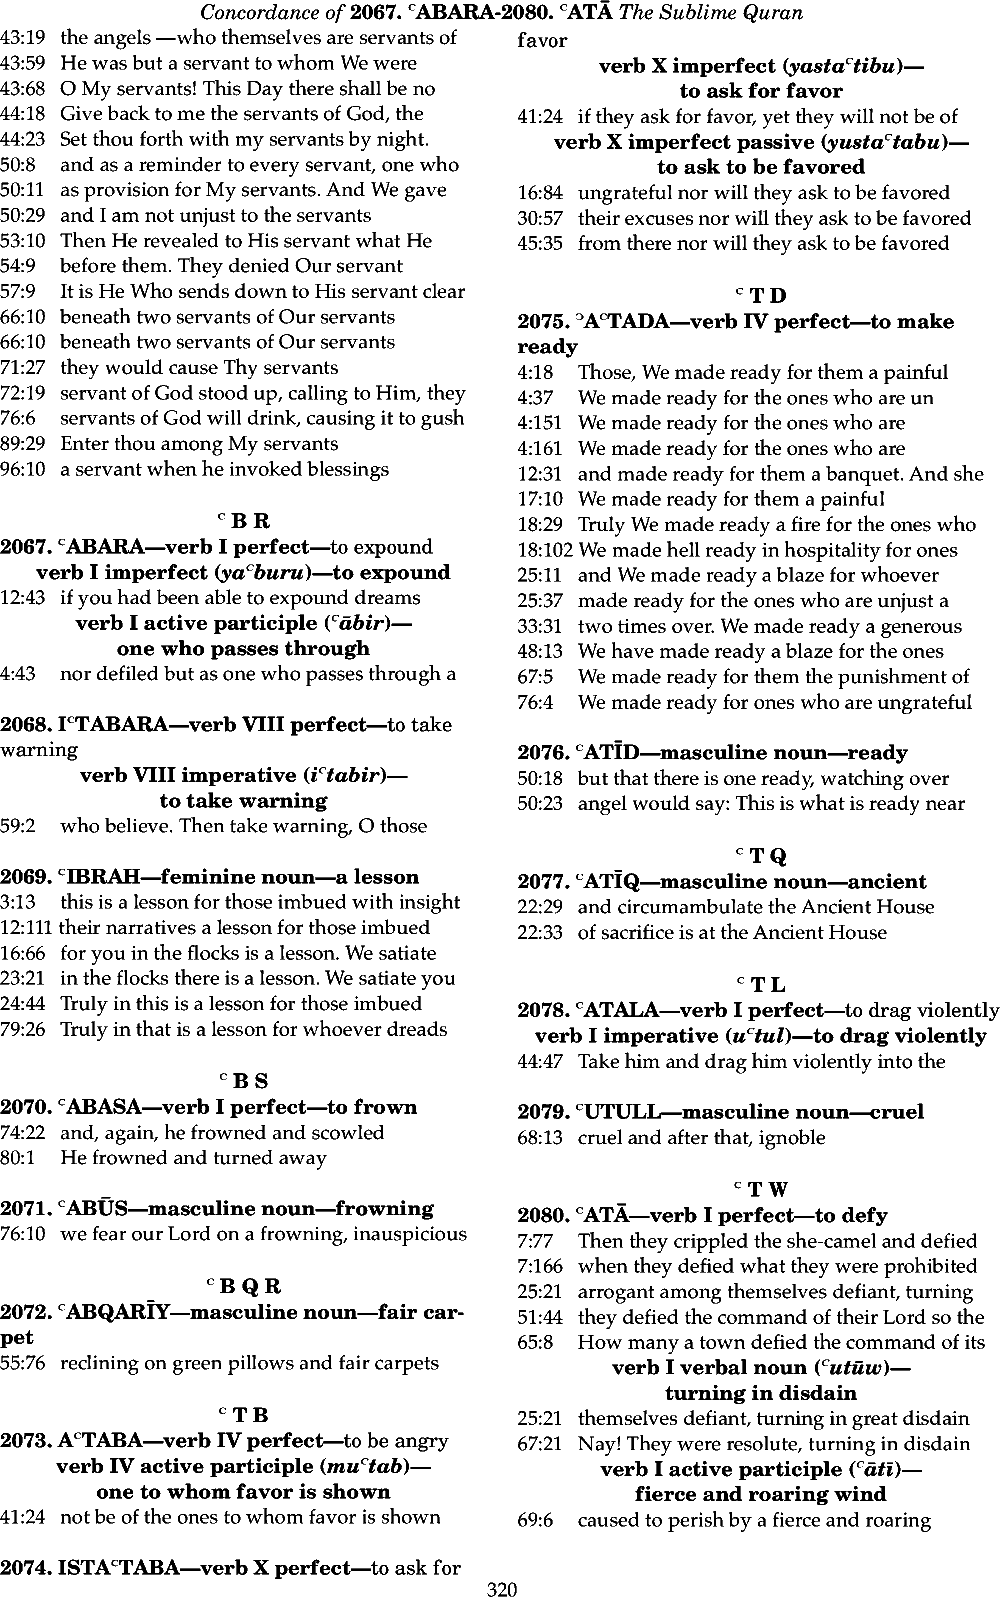 Concordance of 2067. ᶜABARA-2080. ᶜATĀ The Sublime Quran
43:19 the angels —who themselves are servants of
43:59 He was but a servant to whom We were
43:68 O My servants! This Day there shall be no
44:18 Give back to me the servants of God, the
44:23 Set thou forth with my servants by night.
50:8 and as a reminder to every servant, one who
50:11 as provision for My servants. And We gave
50:29 and I am not unjust to the servants
53:10 Then He revealed to His servant what He
54:9 before them. They denied Our servant
57:9 It is He Who sends down to His servant clear
66:10 beneath two servants of Our servants
66:10 beneath two servants of Our servants
71:27 they would cause Thy servants
72:19 servant of God stood up, calling to Him, they
76:6 servants of God will drink, causing it to gush
89:29 Enter thou among My servants
96:10 a servant when he invoked blessings
ᶜ B R
2067. ᶜABARA—verb I perfect—to expound
verb I imperfect (yaᶜburu)—to expound
12:43 if you had been able to expound dreams
verb I active participle (ᶜābir)—
one who passes through
4:43 nor defiled but as one who passes through a
2068. IᶜTABARA—verb VIII perfect—to take
warning
verb VIII imperative (iᶜtabir)—
to take warning
59:2 who believe. Then take warning, O those
2069. ᶜIBRAH—feminine noun—a lesson
3:13 this is a lesson for those imbued with insight
12:111 their narratives a lesson for those imbued
16:66 for you in the flocks is a lesson. We satiate
23:21 in the flocks there is a lesson. We satiate you
24:44 Truly in this is a lesson for those imbued
79:26 Truly in that is a lesson for whoever dreads
ᶜ B S
2070. ᶜABASA—verb I perfect—to frown
74:22 and, again, he frowned and scowled
80:1 He frowned and turned away
2071. ᶜABŪS—masculine noun—frowning
76:10 we fear our Lord on a frowning, inauspicious
ᶜ B Q R
2072. ᶜABQARĪY—masculine noun—fair car-
pet
55:76 reclining on green pillows and fair carpets
ᶜ T B
2073. AᶜTABA—verb IV perfect—to be angry
verb IV active participle (muᶜtab)—
one to whom favor is shown
41:24 not be of the ones to whom favor is shown
2074. ISTAᶜTABA—verb X perfect—to ask for
favor
verb X imperfect (yastaᶜtibu)—
to ask for favor
41:24 if they ask for favor, yet they will not be of
verb X imperfect passive (yustaᶜtabu)—
to ask to be favored
16:84 ungrateful nor will they ask to be favored
30:57 their excuses nor will they ask to be favored
45:35 from there nor will they ask to be favored
ᶜ T D
2075. ᵓAᶜTADA—verb IV perfect—to make
ready
4:18 Those, We made ready for them a painful
4:37 We made ready for the ones who are un
4:151 We made ready for the ones who are
4:161 We made ready for the ones who are
12:31 and made ready for them a banquet. And she
17:10 We made ready for them a painful
18:29 Truly We made ready a fire for the ones who
18:102 We made hell ready in hospitality for ones
25:11 and We made ready a blaze for whoever
25:37 made ready for the ones who are unjust a
33:31 two times over. We made ready a generous
48:13 We have made ready a blaze for the ones
67:5 We made ready for them the punishment of
76:4 We made ready for ones who are ungrateful
2076. ᶜATĪD—masculine noun—ready
50:18 but that there is one ready, watching over
50:23 angel would say: This is what is ready near
ᶜ T Q
2077. ᶜATĪQ—masculine noun—ancient
22:29 and circumambulate the Ancient House
22:33 of sacrifice is at the Ancient House
ᶜ T L
2078. ᶜATALA—verb I perfect—to drag violently
verb I imperative (uᶜtul)—to drag violently
44:47 Take him and drag him violently into the
2079. ᶜUTULL—masculine noun—cruel
68:13 cruel and after that, ignoble
ᶜ T W
2080. ᶜATĀ—verb I perfect—to defy
7:77 Then they crippled the she-camel and defied
7:166 when they defied what they were prohibited
25:21 arrogant among themselves defiant, turning
51:44 they defied the command of their Lord so the
65:8 How many a town defied the command of its
verb I verbal noun (ᶜutūw)—
turning in disdain
25:21 themselves defiant, turning in great disdain
67:21 Nay! They were resolute, turning in disdain
verb I active participle (ᶜātī)—
fierce and roaring wind
69:6 caused to perish by a fierce and roaring
320